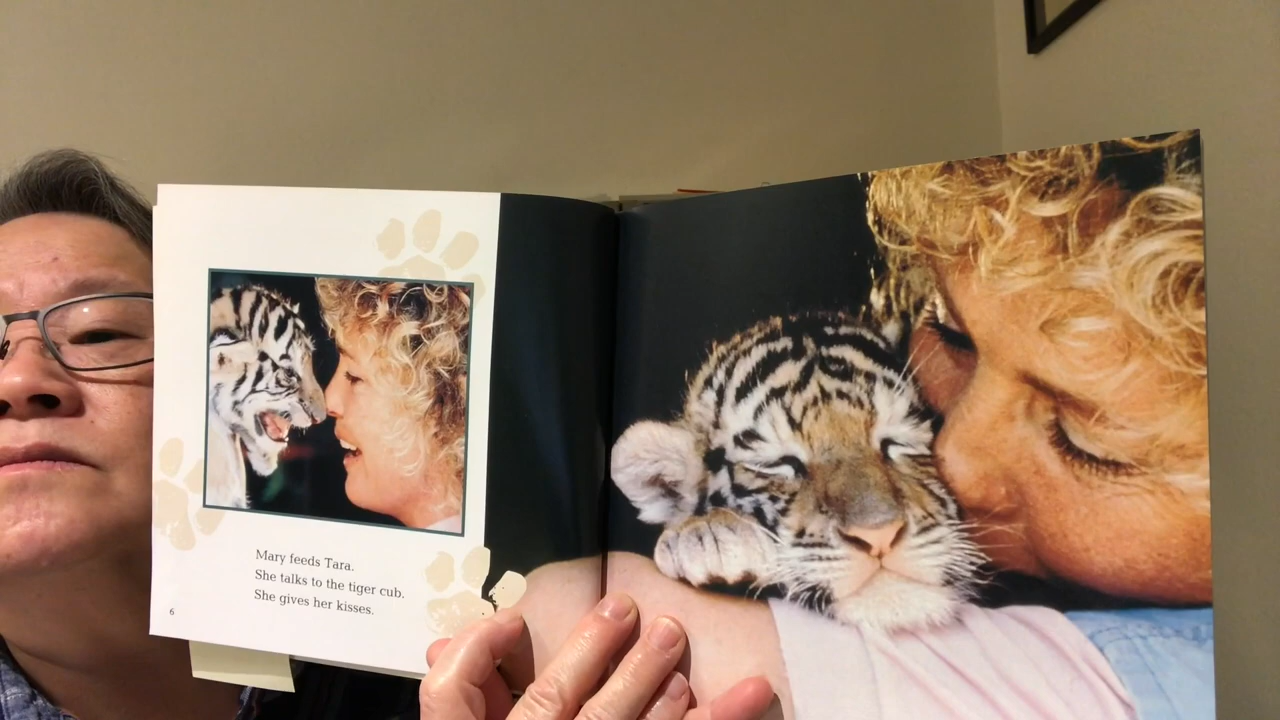 Mary feeds Tara.
She talks to the tiger cub.
She gives her kisses.
6